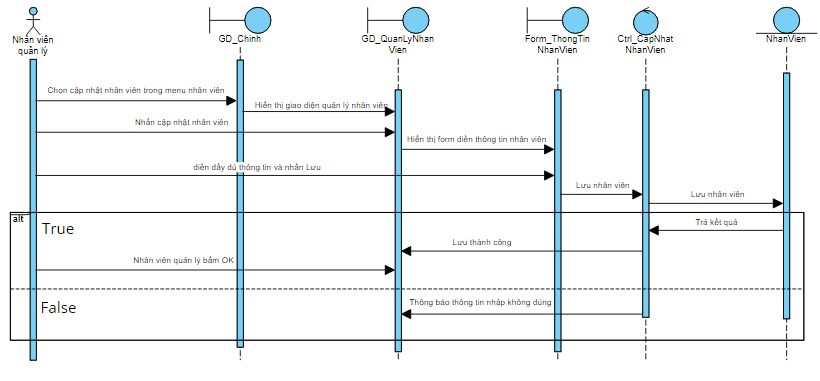 Nhân viên
quản lý
GD_Chinh
GD_QuanLyNhan
Vien
Form_ThongTin
NhanVien
Ctrl_CapNhat
NhanVien
NhanVien
Chọn cập nhật nhân viên trong menu nhân viên
Hiển thị giao diện quản lý nhân viên
Nhấn cập nhật nhân viên
Hiển thị form điền thông tin nhân viên
điền đầy đủ thông tin và nhấn Lưu
Lưu nhân viên
Lưu nhân viên
alt
True
Trả kết quả
Lưu thành công
Nhân viên quản lý bấm OK
False
Thông báo thông tin nhập không đúng